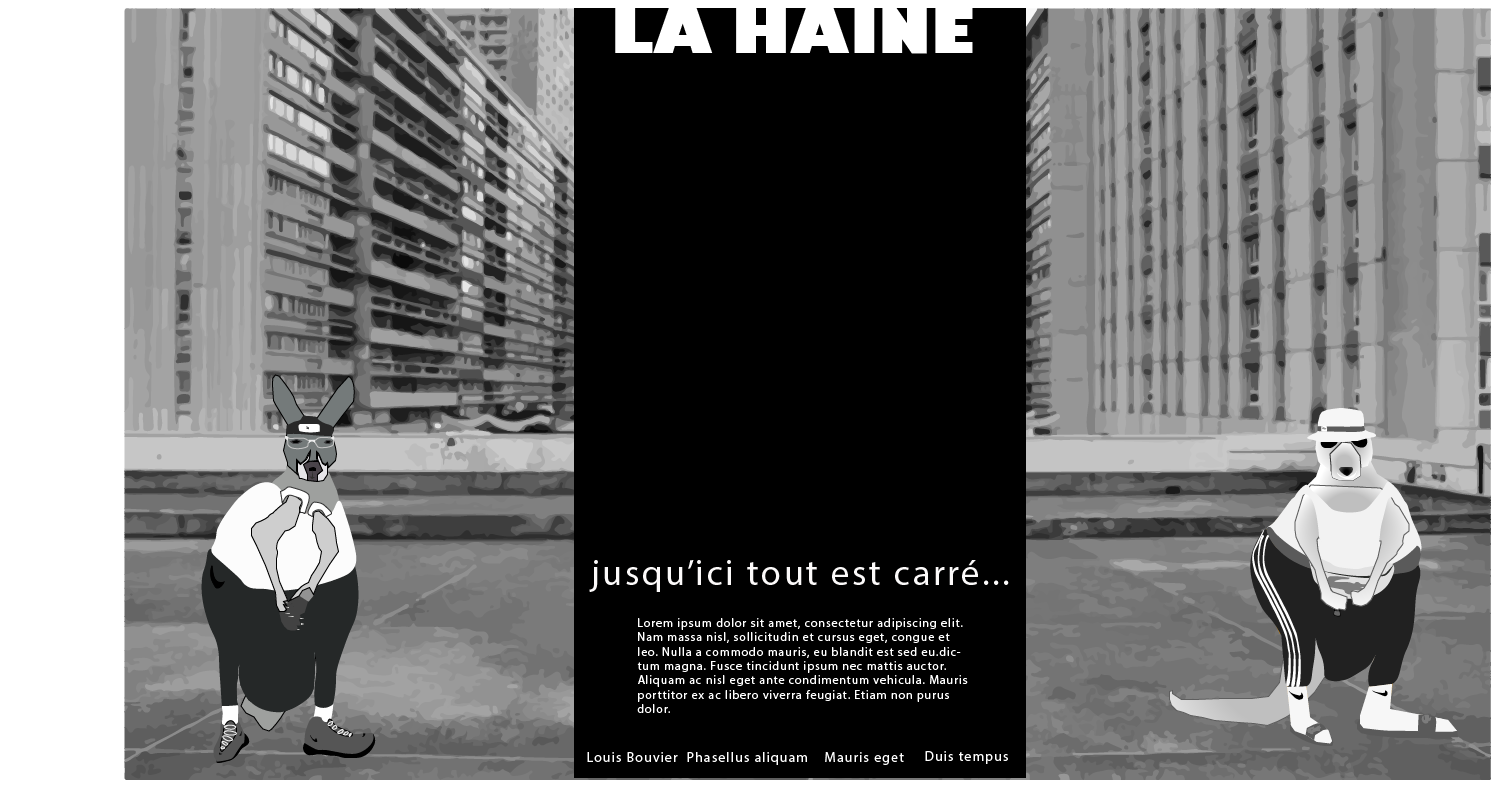 LA HAINE
jusqu’ici tout est carré...
Lorem ipsum dolor sit amet, consectetur adipiscing elit.
Nam massa nisl, sollicitudin et cursus eget, congue et
leo. Nulla a commodo mauris, eu blandit est sed eu.dic-
tum magna. Fusce tincidunt ipsum nec mattis auctor.
Aliquam ac nisl eget ante condimentum vehicula. Mauris
porttitor ex ac libero viverra feugiat. Etiam non purus
dolor.
Louis Bouvier Phasellus aliquam Mauris eget Duis tempus